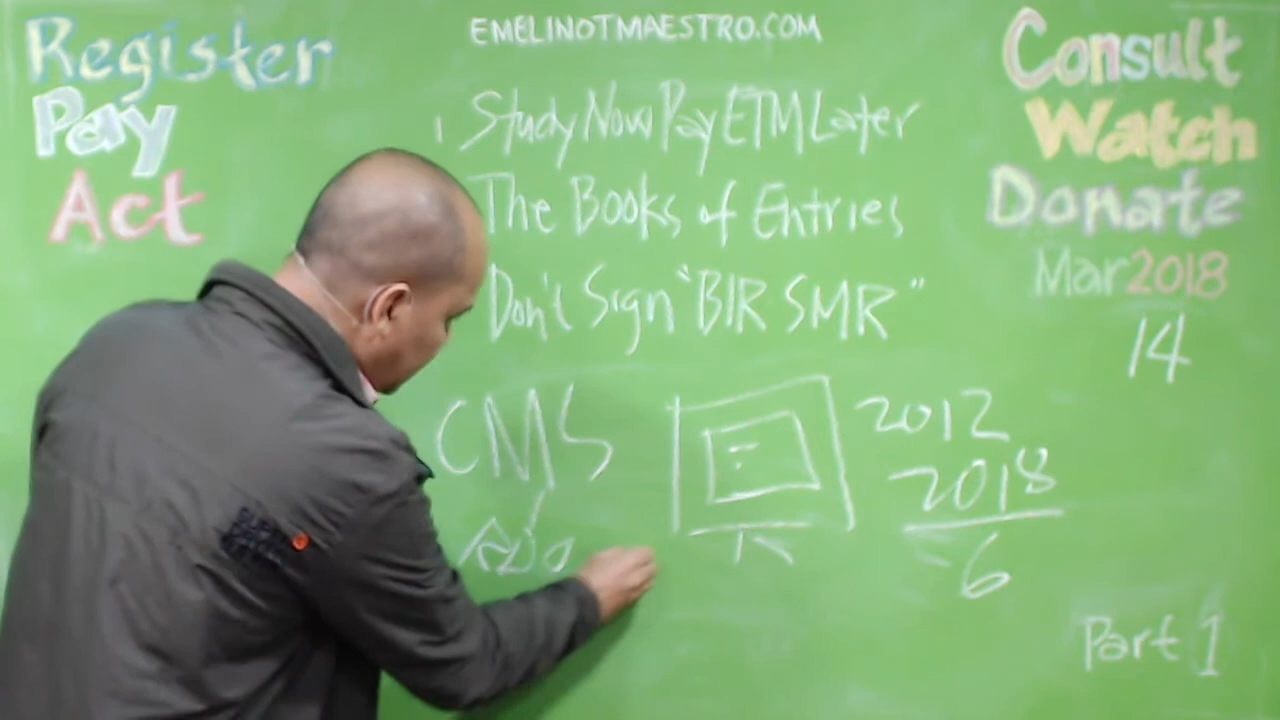 EMELINOTMAESTRO.COM
Register
Pay
Act
Consult
Watch
Donate
Mar2018
14
1 Study Now Pay ETM Later
The Books of Entries
Don't Sign "BIR SMR"
CMS
2012
2018
6
Part 1